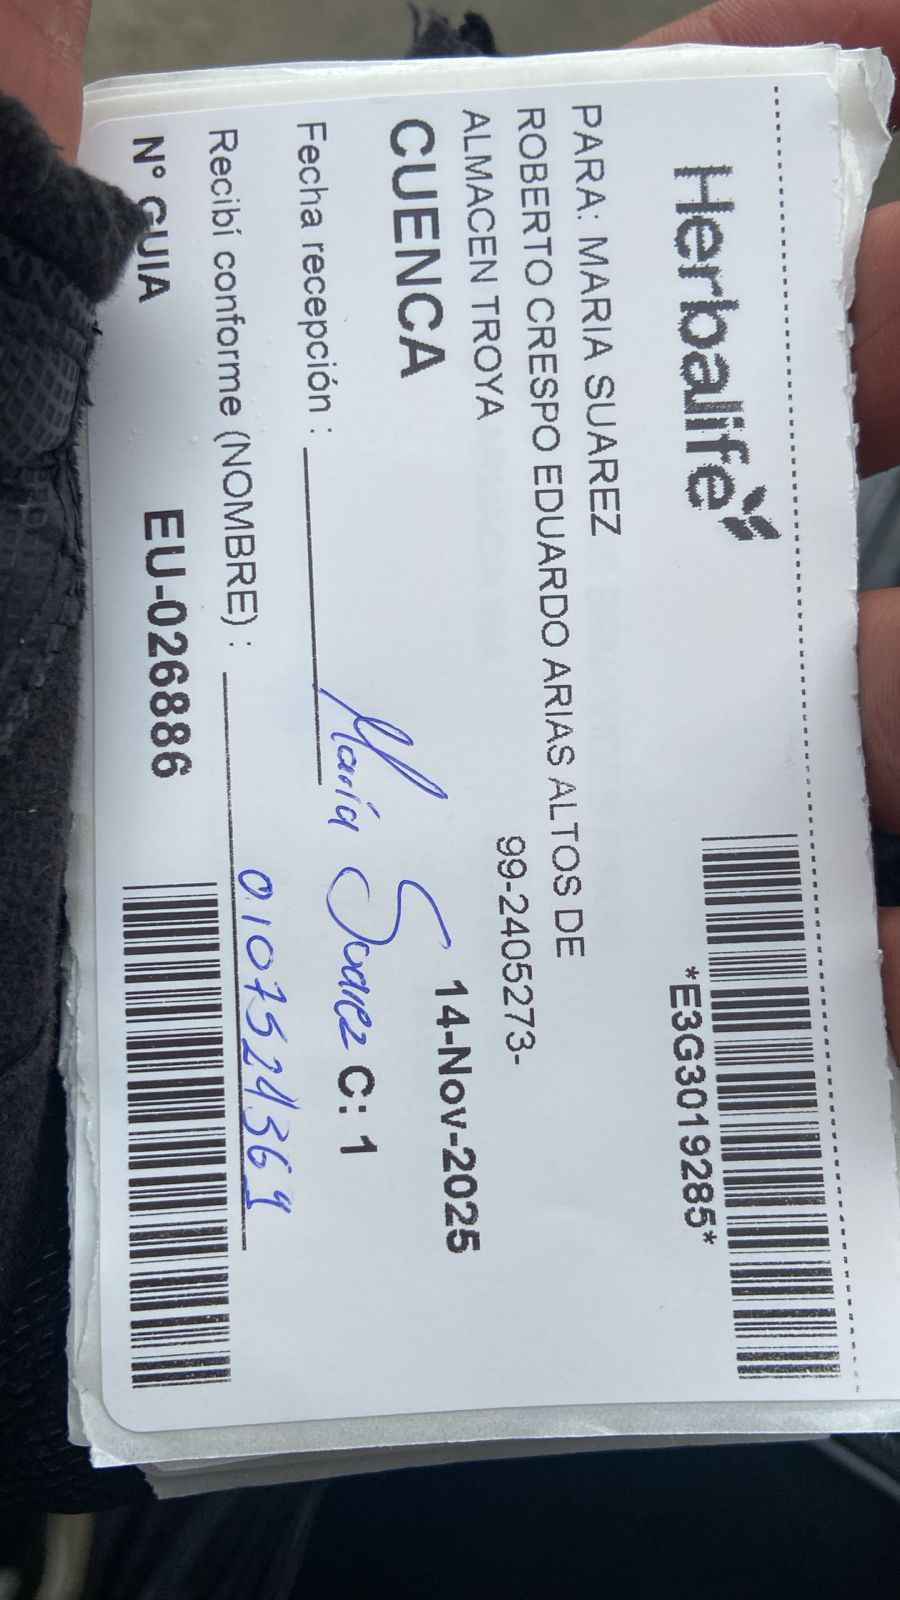 Herbalife
*E3G3019285*
PARA: MARIA SUAREZ
ROBERTO CRESPO EDUARDO ARIAS ALTOS DE
ALMACEN TROYA 99-2405273-
CUENCA 14-Nov-2025
Fecha recepción : María Suarez C: 1
Recibí conforme (NOMBRE) : 0107524369
N° GUIA EU-026886